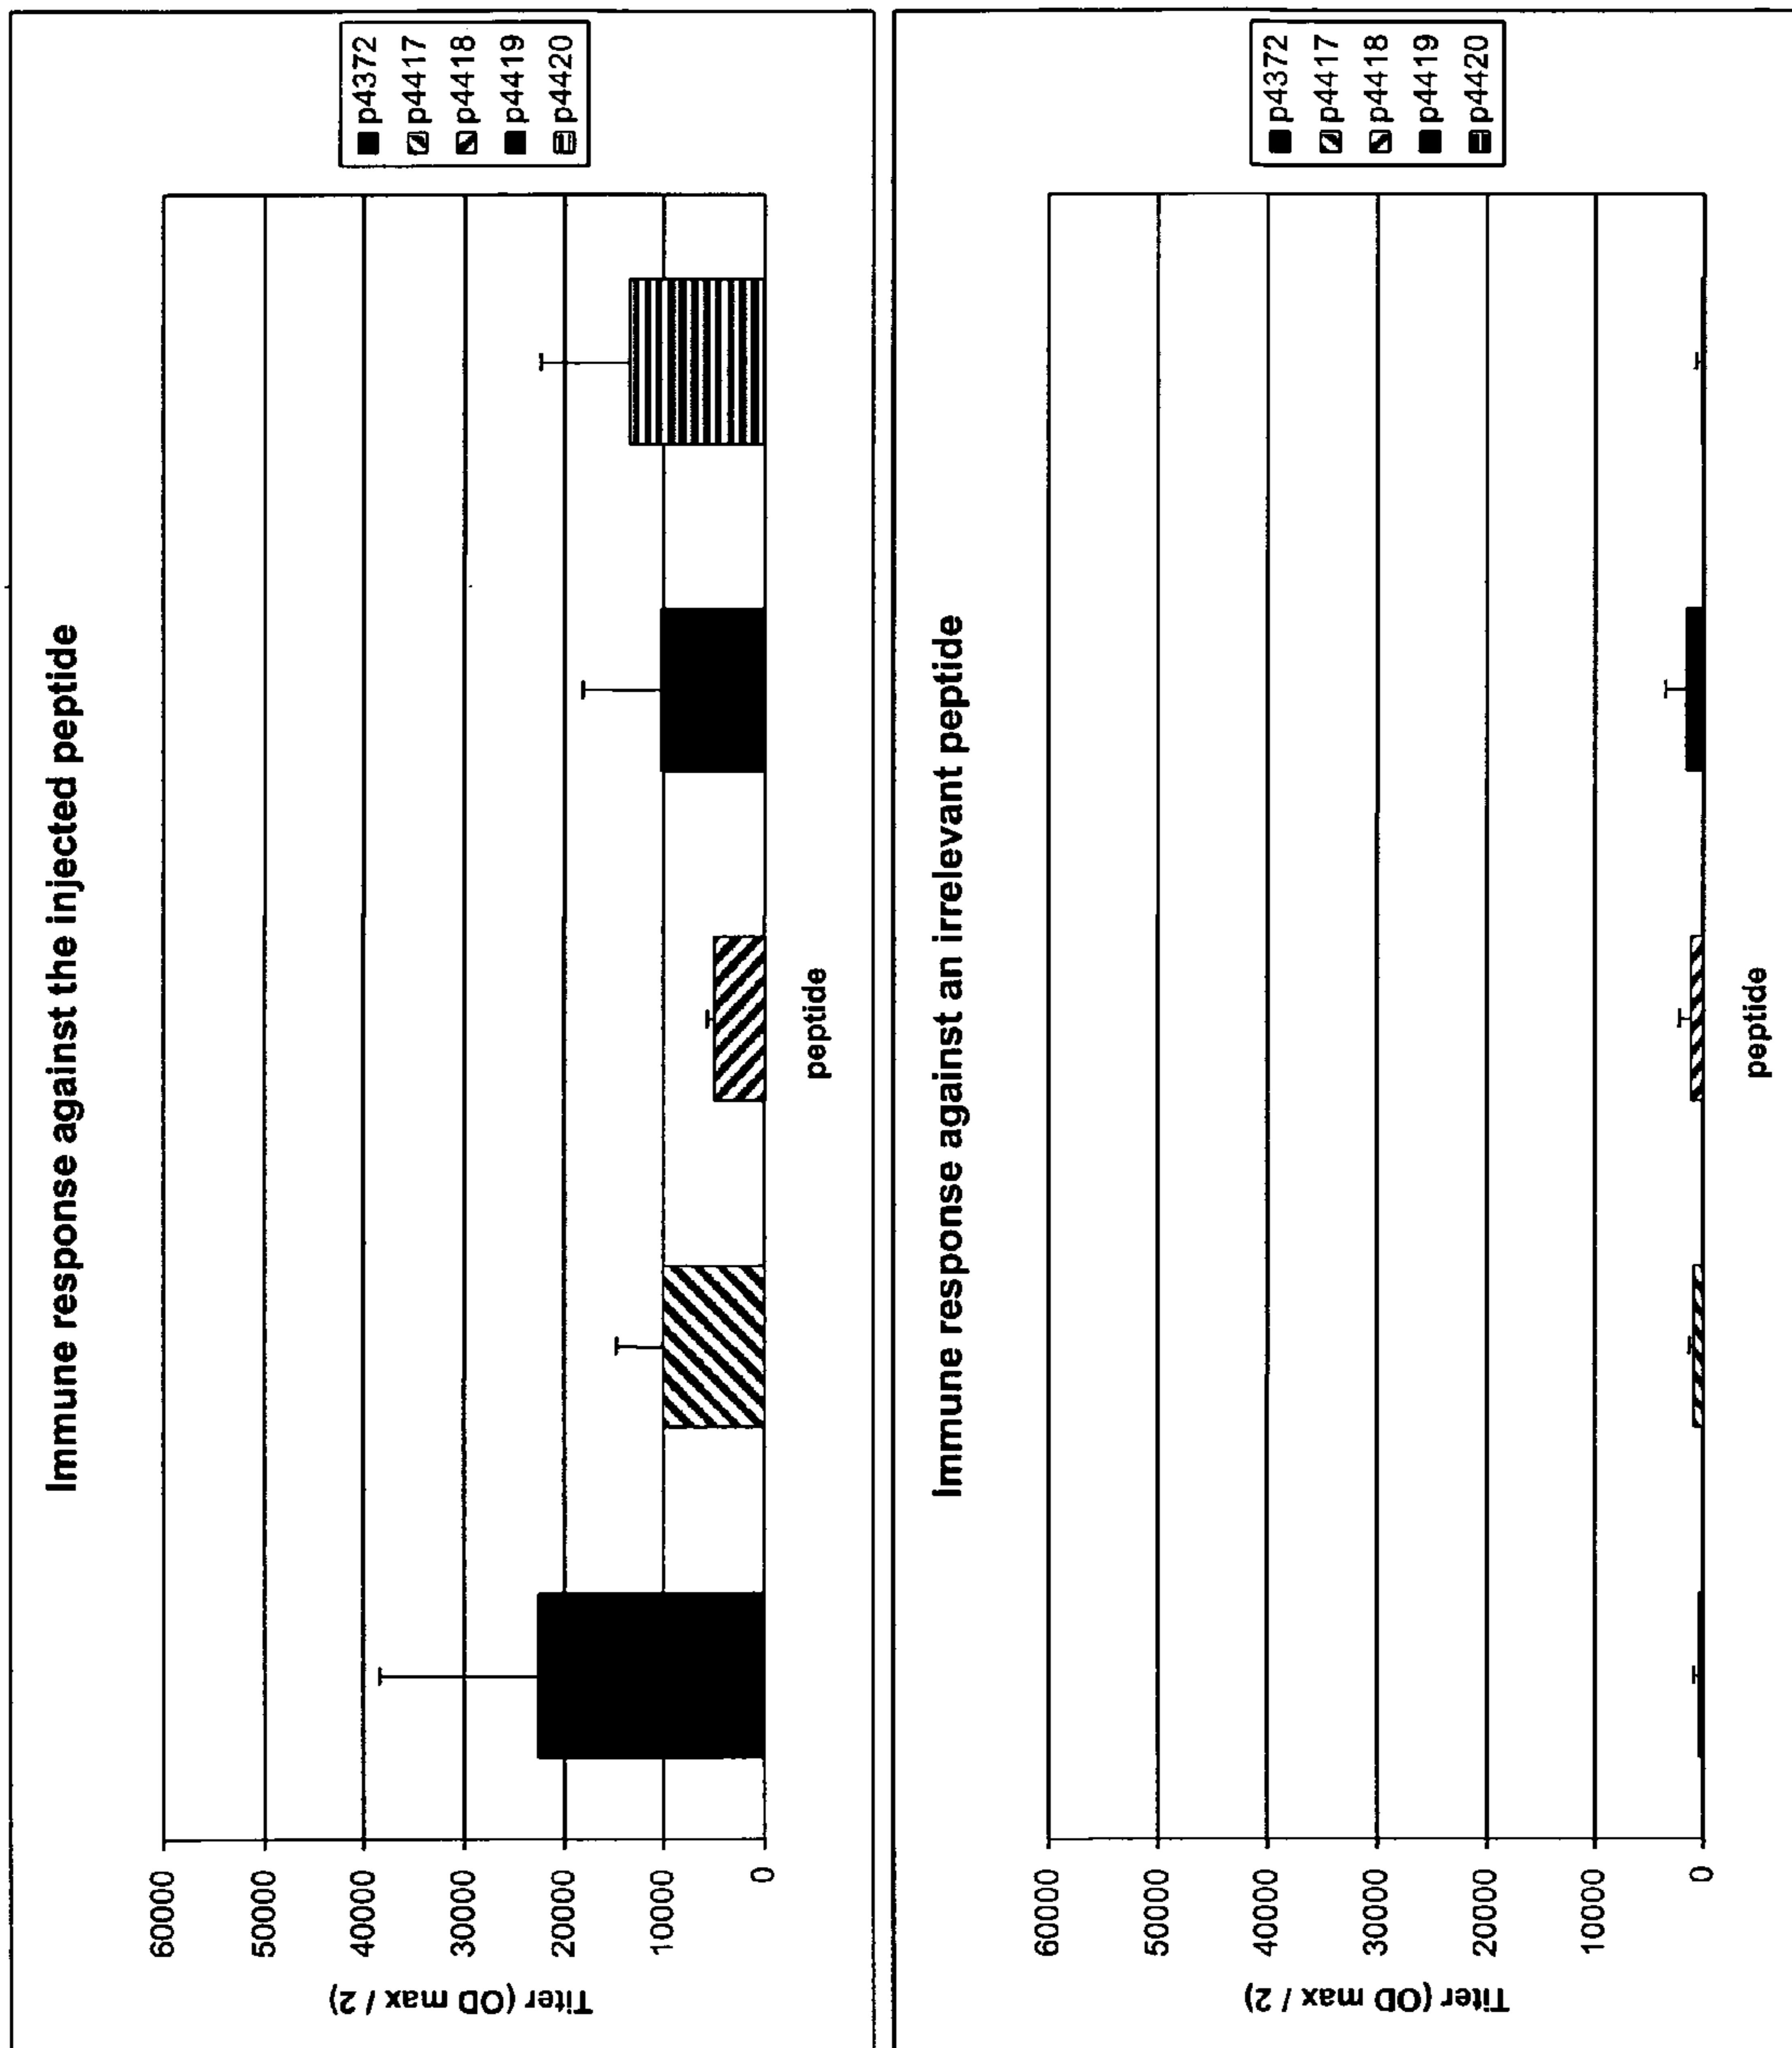 Immune response against the injected peptide
Titer (OD max / 2)
60000
50000
40000
30000
20000
10000
0
peptide
p4372
p4417
p4418
p4419
p4420
Immune response against an irrelevant peptide
Titer (OD max / 2)
60000
50000
40000
30000
20000
10000
0
peptide
p4372
p4417
p4418
p4419
p4420